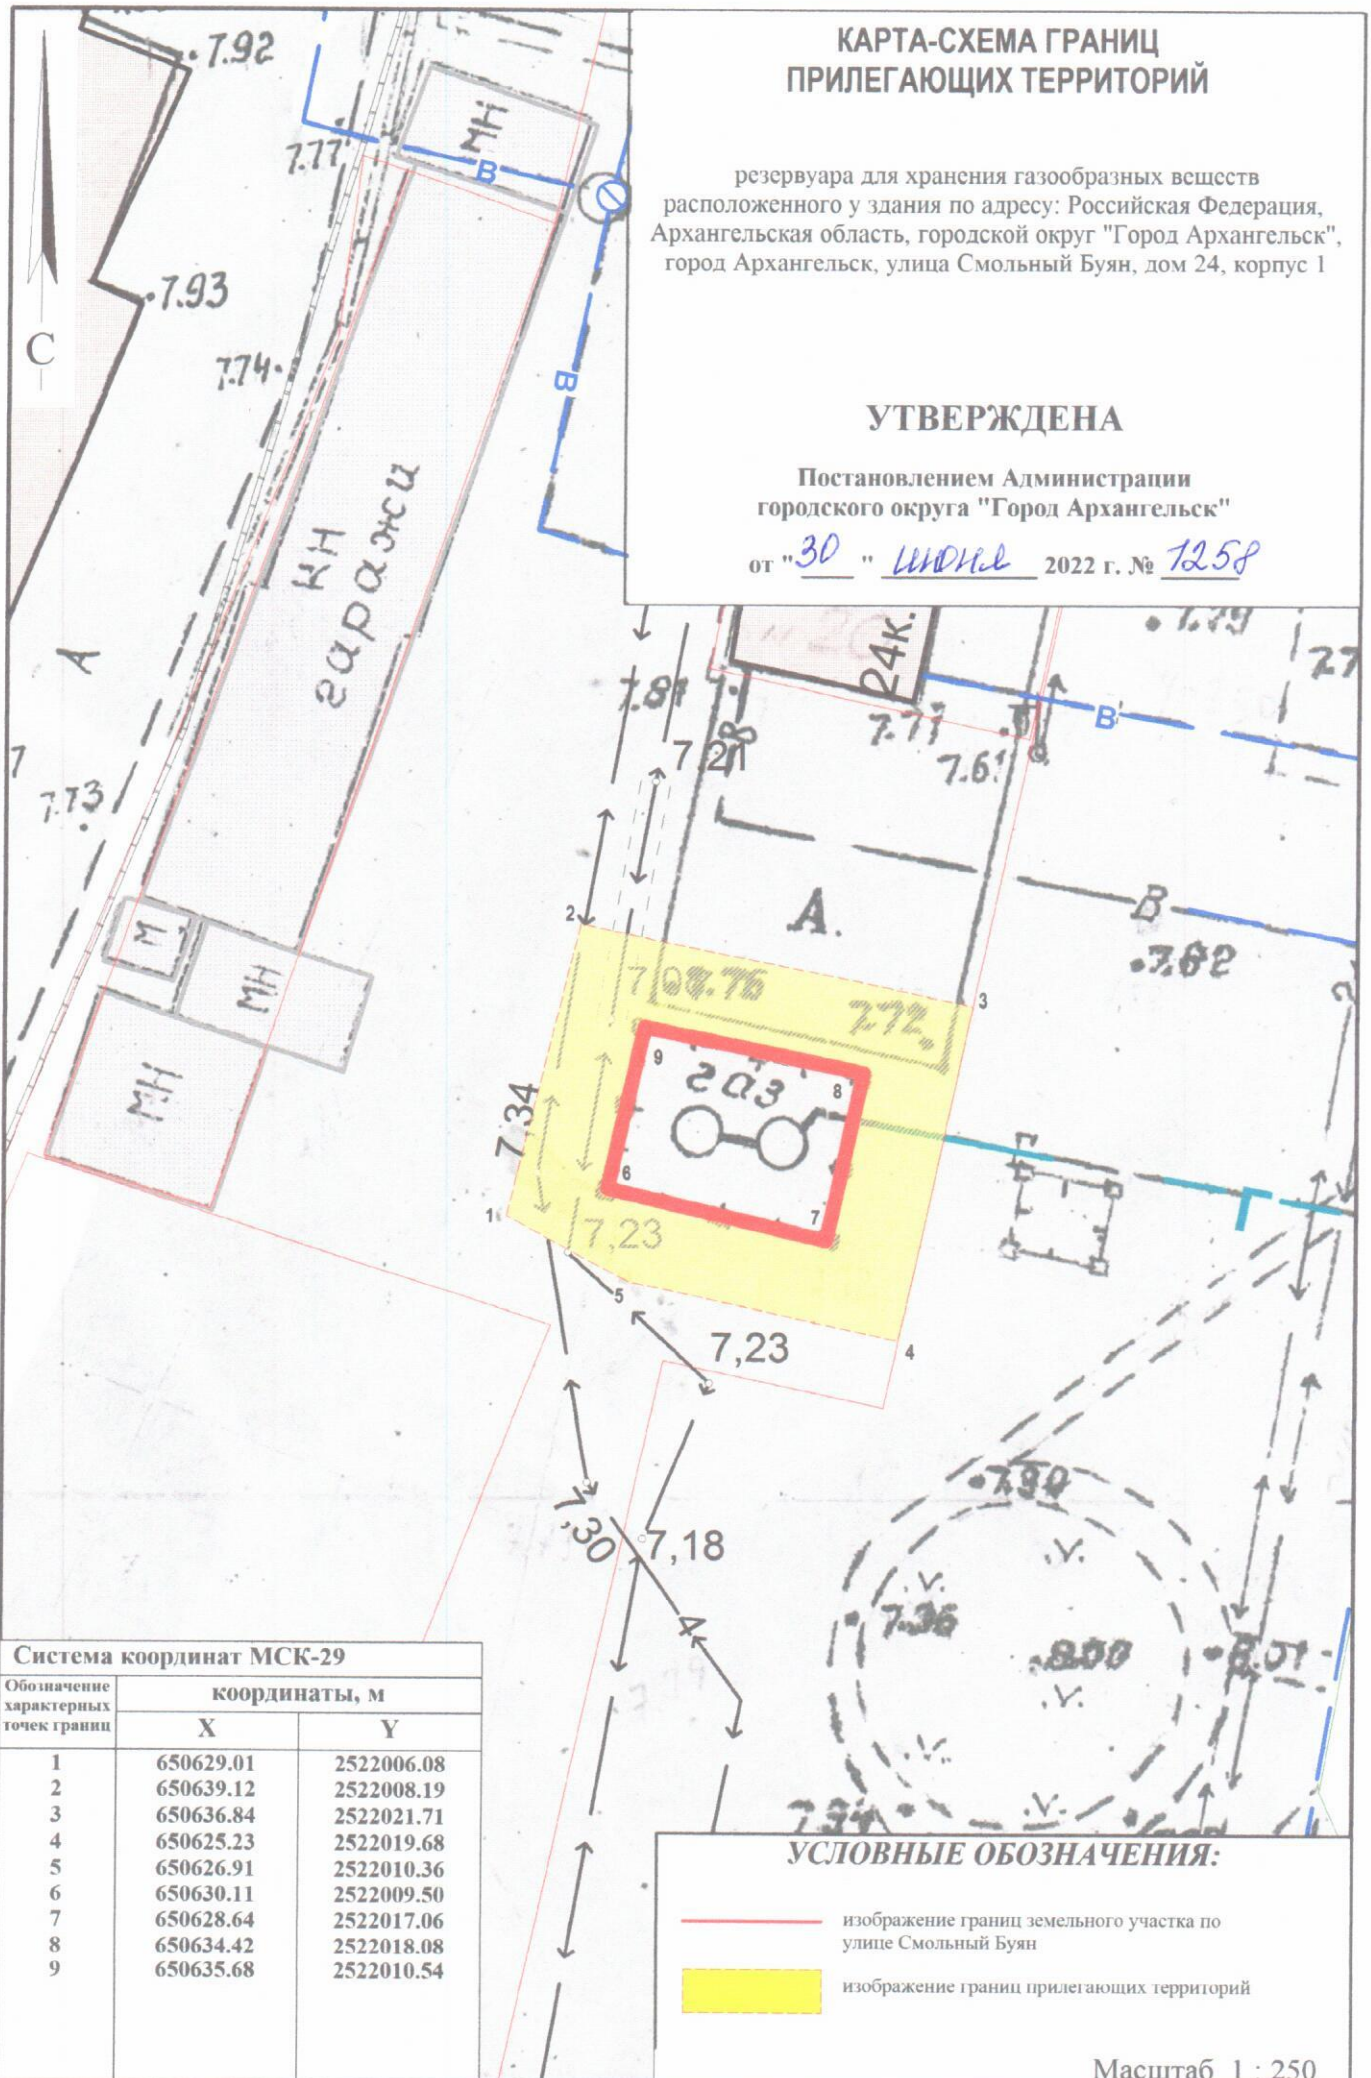 КАРТА-СХЕМА ГРАНИЦ
ПРИЛЕГАЮЩИХ ТЕРРИТОРИЙ
резервуара для хранения газообразных веществ
расположенного у здания по адресу: Российская Федерация,
Архангельская область, городской округ "Город Архангельск",
город Архангельск, улица Смольный Буян, дом 24, корпус 1
УТВЕРЖДЕНА
Постановлением Администрации
городского округа "Город Архангельск"
от "30" июня 2022 г. № 1258
С
7.92
7.77
МН
В
7.93
7.74
В
КН
гаражи
А
24к.
7.79
7.81
7.71
В
7.61
7,21
7.73
А.
В
7.62
2
М
МН
7.76
7.72
3
МН
9
газ
8
7,34
6
7
1
7,23
5
Г
7,23
4
7.90
7,30
7,18
7.36
8.00
8.01
Система координат МСК-29
Обозначение характерных точек границ
координаты, м
X Y
1 650629.01 2522006.08
2 650639.12 2522008.19
3 650636.84 2522021.71
4 650625.23 2522019.68
5 650626.91 2522010.36
6 650630.11 2522009.50
7 650628.64 2522017.06
8 650634.42 2522018.08
9 650635.68 2522010.54
УСЛОВНЫЕ ОБОЗНАЧЕНИЯ:
изображение границ земельного участка по
улице Смольный Буян
изображение границ прилегающих территорий
Масштаб 1 : 250